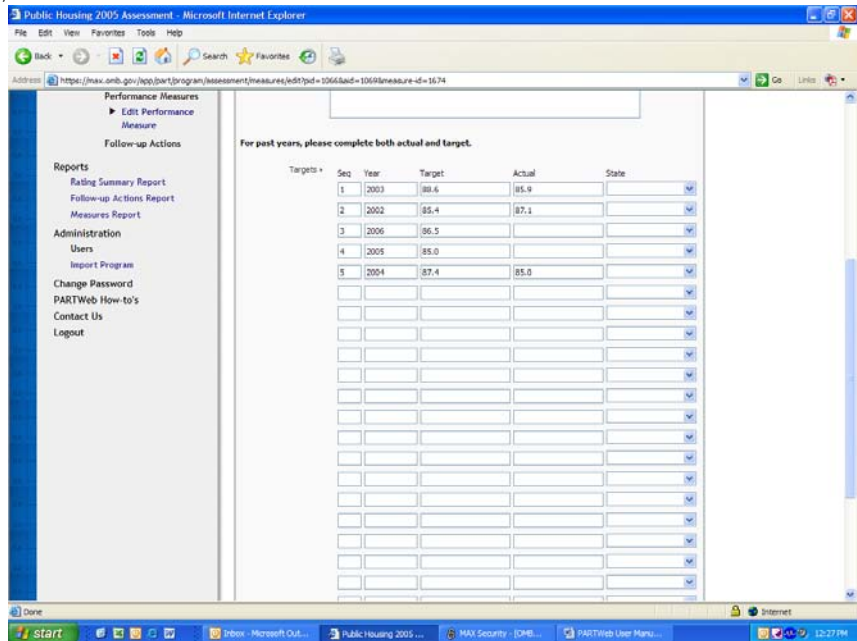 Public Housing 2005 Assessment - Microsoft Internet Explorer
File Edit View Favorites Tools Help
Back Search Favorites
Address https://max.omb.gov/app/part/program/assessment/measures/edit?pid=1066&aid=1069&measure-id=1674 Go Links
Performance Measures
Edit Performance
Measure
Follow-up Actions
Reports
Rating Summary Report
Follow-up Actions Report
Measures Report
Administration
Users
Import Program
Change Password
PARTWeb How-to's
Contact Us
Logout
For past years, please complete both actual and target.
Targets
Seq Year Target Actual State
1 2003 88.6 85.9
2 2002 85.4 87.1
3 2006 86.5
4 2005 85.0
5 2004 87.4 85.0
Done Internet
start Inbox - Microsoft Out... Public Housing 2005 ... MAX Security - [OMB... PARTWeb User Manu... 12:27 PM